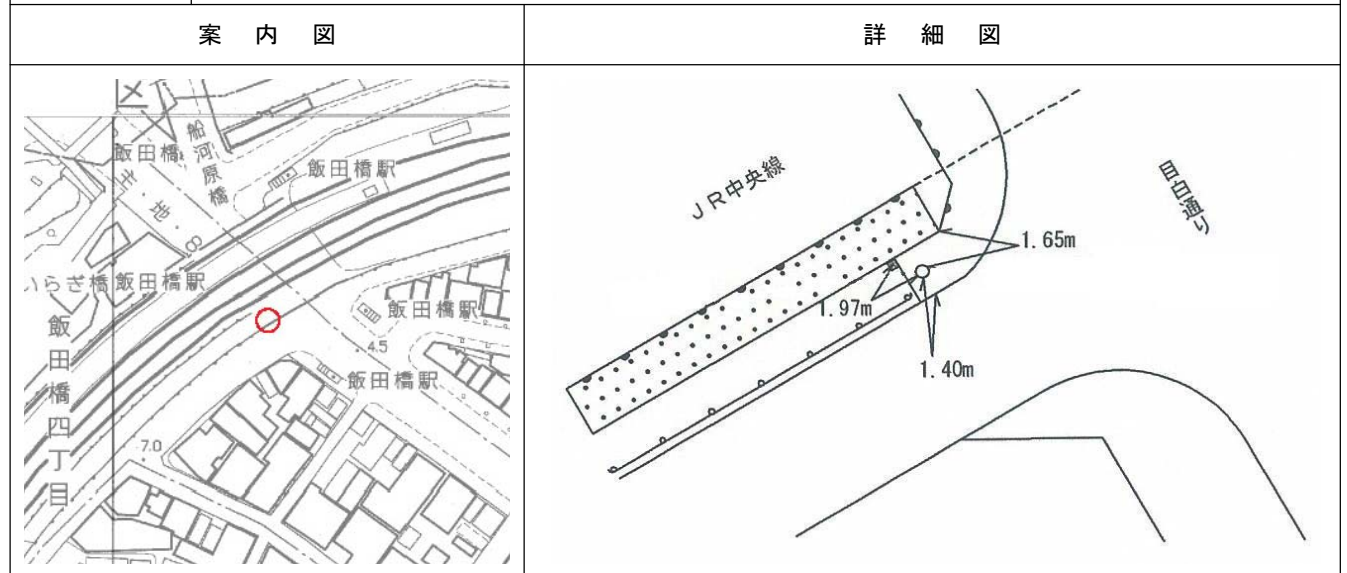 案内図
詳細図
飯田橋
船河原橋
飯田橋駅
主・地・8
いらぎ橋
飯田橋駅
飯田橋駅
4.5
飯田橋駅
飯田橋四丁目
7.0
JR中央線
目白通り
1.65m
1.97m
1.40m